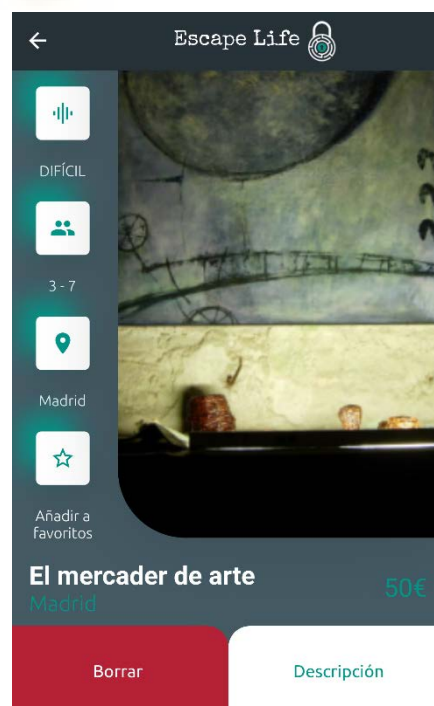 Escape Life
DIFÍCIL
3 - 7
Madrid
Añadir a
favoritos
El mercader de arte
50€
Madrid
Borrar
Descripción